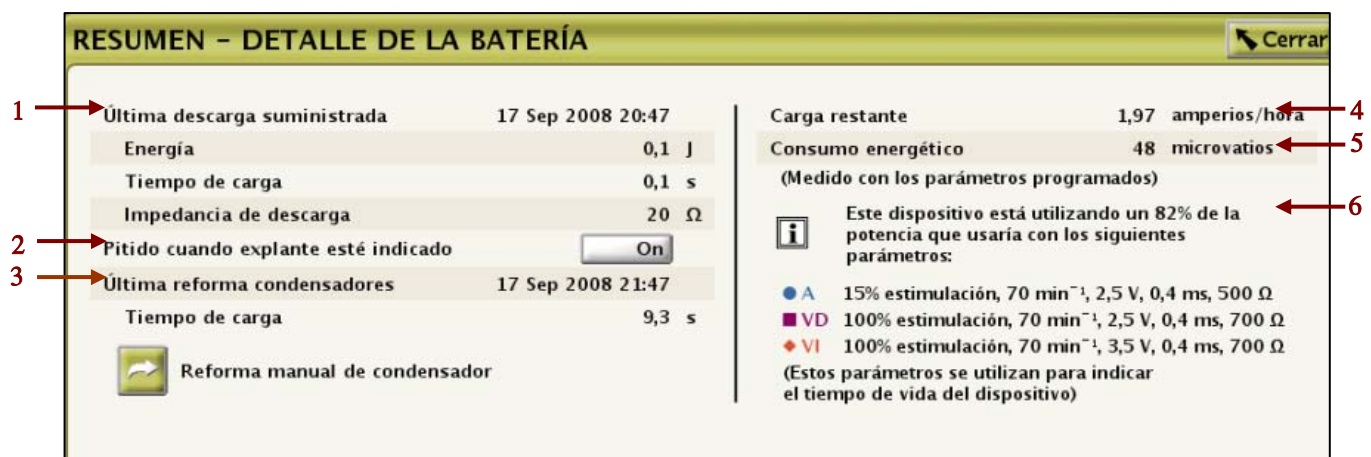 RESUMEN – DETALLE DE LA BATERÍA
Cerrar
1
Última descarga suministrada 17 Sep 2008 20:47
Energía 0,1 J
Tiempo de carga 0,1 s
Impedancia de descarga 20 Ω
2
Pitido cuando explante esté indicado On
3
Última reforma condensadores 17 Sep 2008 21:47
Tiempo de carga 9,3 s
Reforma manual de condensador
Carga restante 1,97 amperios/hora
4
Consumo energético 48 microvatios
5
(Medido con los parámetros programados)
6
i
Este dispositivo está utilizando un 82% de la
potencia que usaría con los siguientes
parámetros:
A 15% estimulación, 70 min⁻¹, 2,5 V, 0,4 ms, 500 Ω
VD 100% estimulación, 70 min⁻¹, 2,5 V, 0,4 ms, 700 Ω
VI 100% estimulación, 70 min⁻¹, 3,5 V, 0,4 ms, 700 Ω
(Estos parámetros se utilizan para indicar
el tiempo de vida del dispositivo)